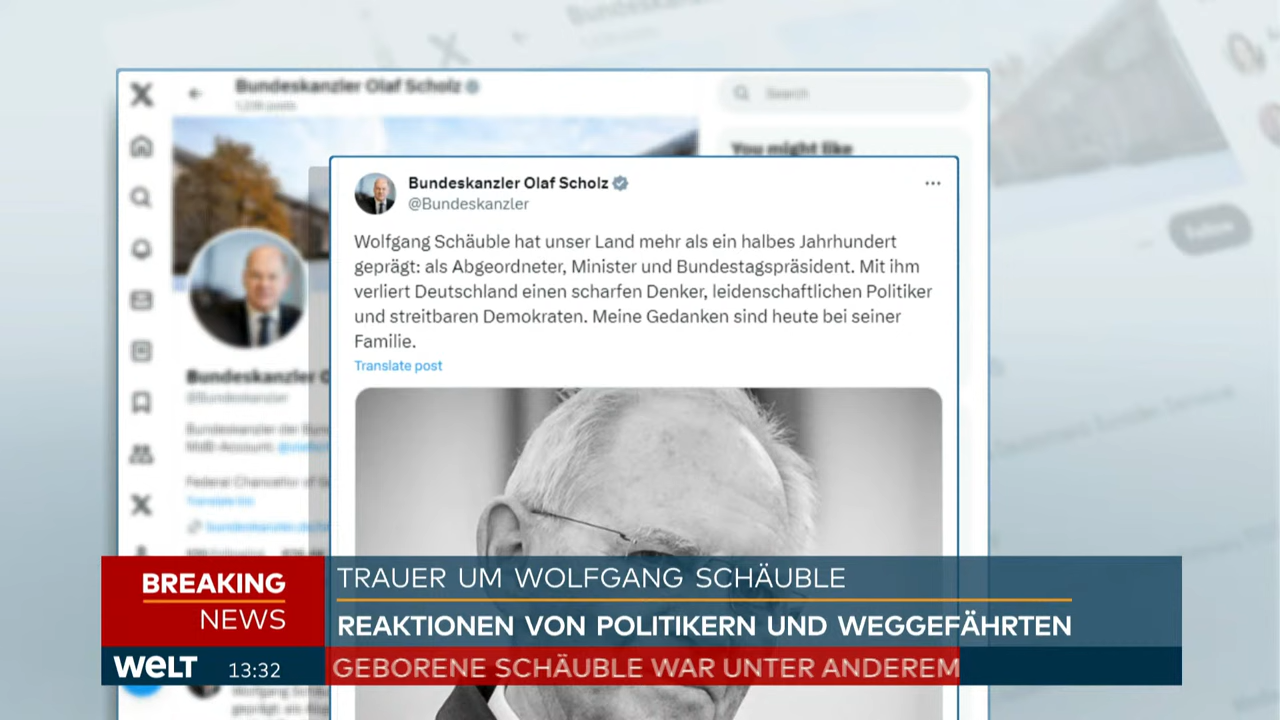 Bundeskanzler Olaf Scholz
Search
You might like
Bundeskanzler Olaf Scholz
@Bundeskanzler
Wolfgang Schäuble hat unser Land mehr als ein halbes Jahrhundert
geprägt: als Abgeordneter, Minister und Bundestagspräsident. Mit ihm
verliert Deutschland einen scharfen Denker, leidenschaftlichen Politiker
und streitbaren Demokraten. Meine Gedanken sind heute bei seiner
Familie.
Translate post
Bundeskanzler
@Bundeskanzler
BREAKING
NEWS
TRAUER UM WOLFGANG SCHÄUBLE
REAKTIONEN VON POLITIKERN UND WEGGEFÄHRTEN
WELT 13:32
GEBORENE SCHÄUBLE WAR UNTER ANDEREM